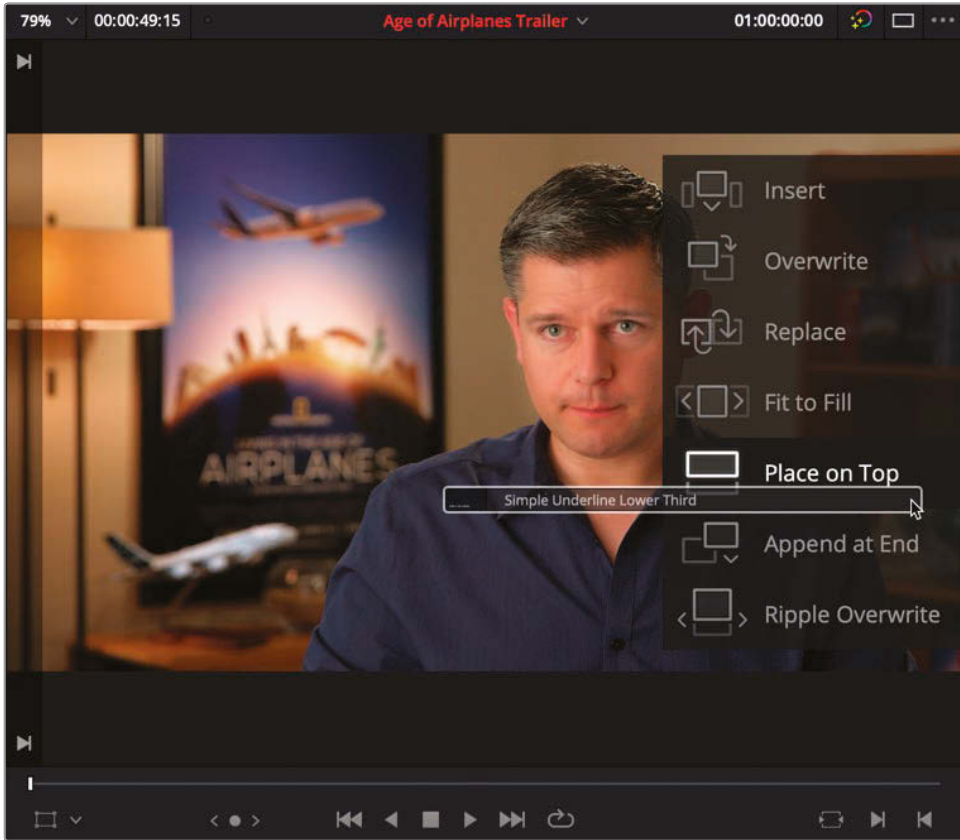 79% 00:00:49:15 Age of Airplanes Trailer 01:00:00:00
Insert
Overwrite
Replace
Fit to Fill
Place on Top
Simple Underline Lower Third
Append at End
Ripple Overwrite
AIRPLANES